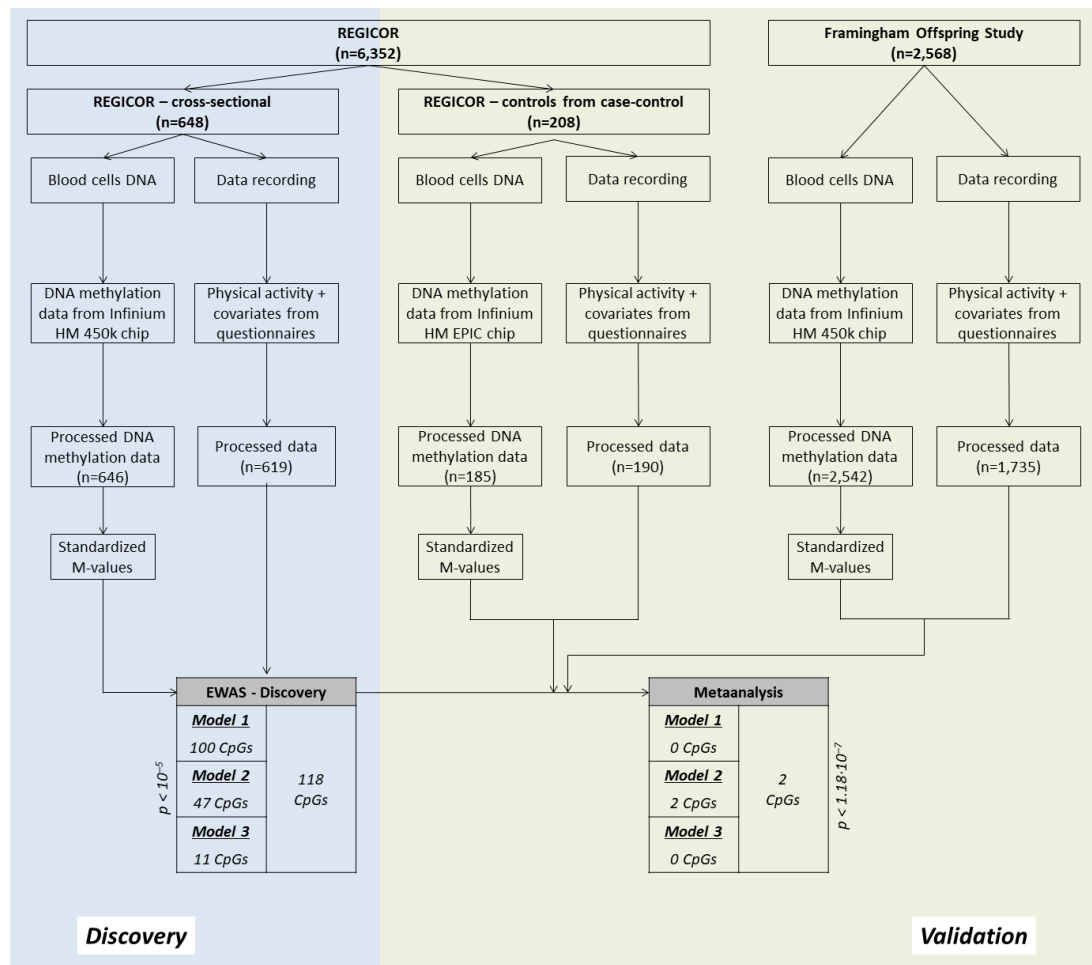 REGICOR
(n=6,352)
Framingham Offspring Study
(n=2,568)
REGICOR – cross-sectional
(n=648)
REGICOR – controls from case-control
(n=208)
Blood cells DNA
Data recording
Blood cells DNA
Data recording
Blood cells DNA
Data recording
DNA methylation
data from Infinium
HM 450k chip
Physical activity +
covariates from
questionnaires
DNA methylation
data from Infinium
HM EPIC chip
Physical activity +
covariates from
questionnaires
DNA methylation
data from Infinium
HM 450k chip
Physical activity +
covariates from
questionnaires
Processed DNA
methylation data
(n=646)
Processed data
(n=619)
Processed DNA
methylation data
(n=185)
Processed data
(n=190)
Processed DNA
methylation data
(n=2,542)
Processed data
(n=1,735)
Standardized
M-values
Standardized
M-values
Standardized
M-values
EWAS - Discovery
Model 1
100 CpGs
Model 2
47 CpGs
Model 3
11 CpGs
118
CpGs
p < 10⁻⁵
Metaanalysis
Model 1
0 CpGs
Model 2
2 CpGs
Model 3
0 CpGs
2
CpGs
p < 1.18·10⁻⁷
Discovery
Validation